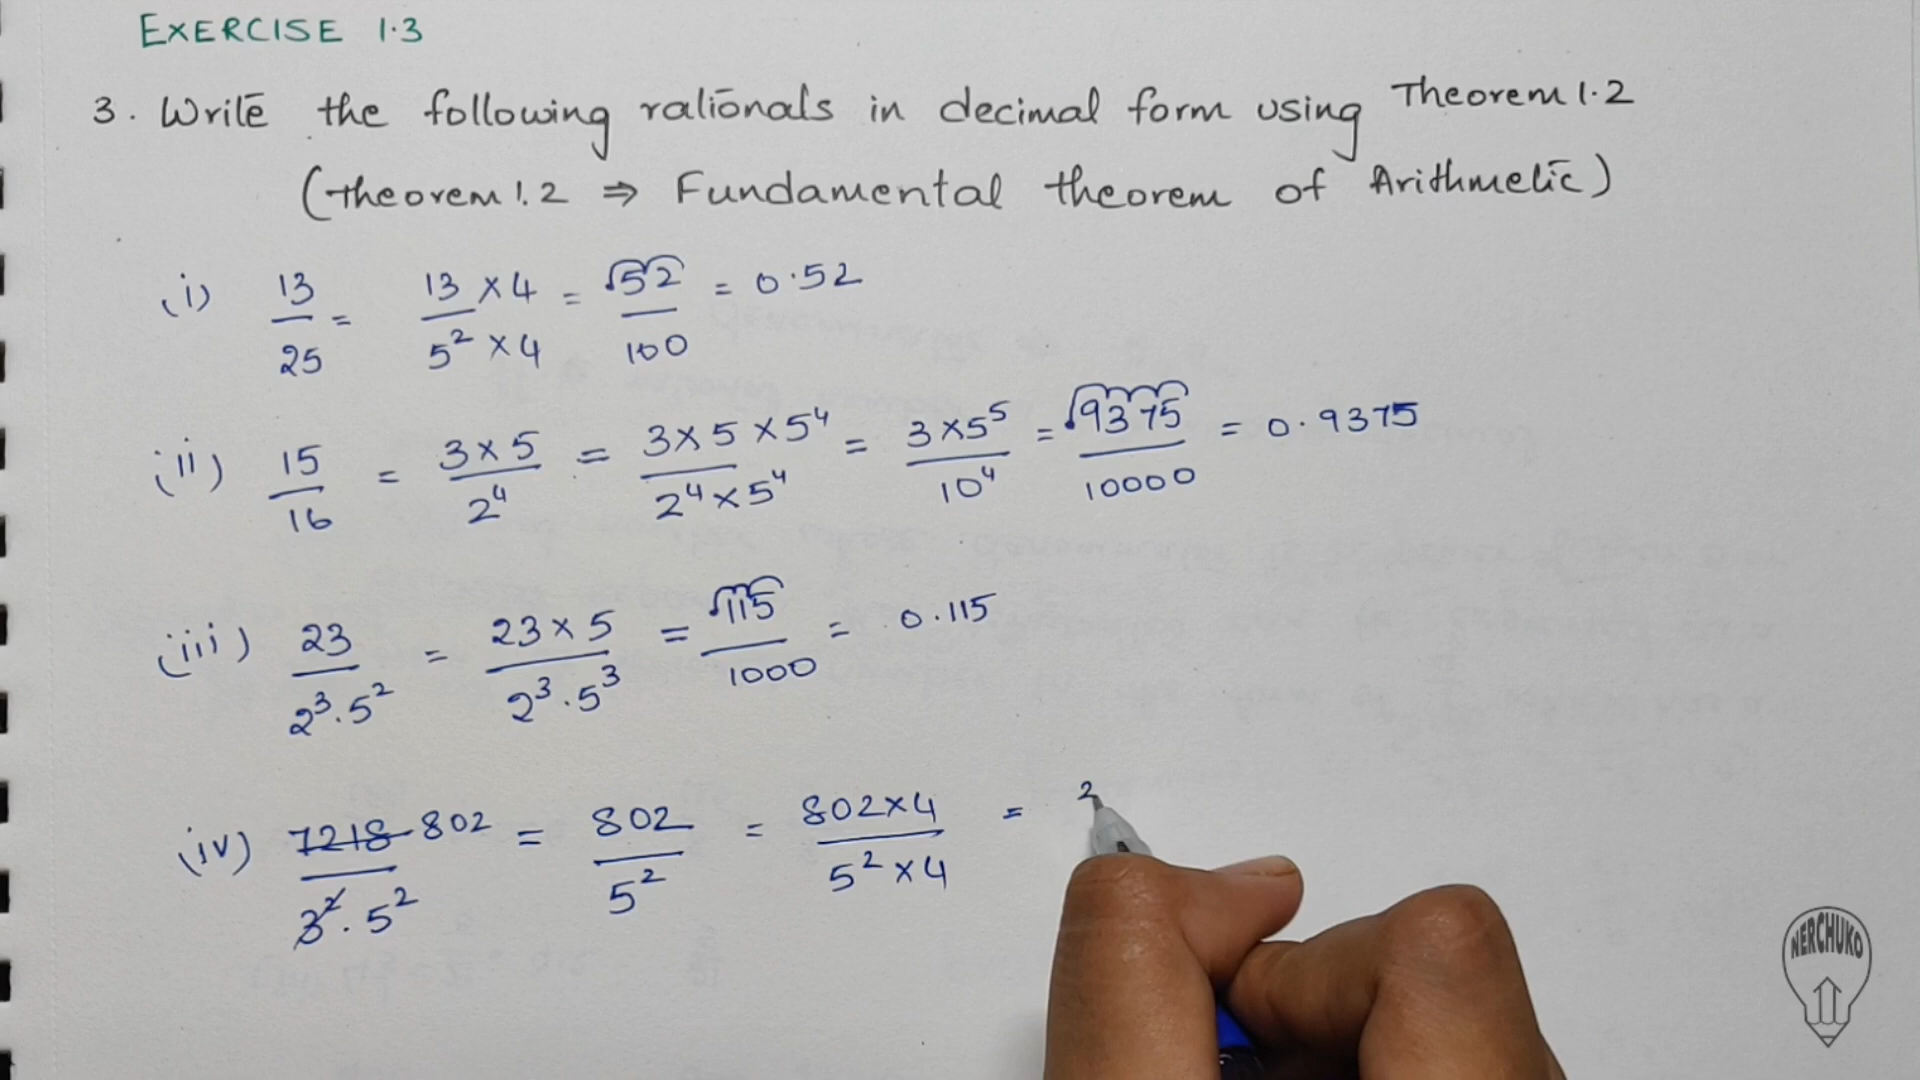 EXERCISE 1.3
3. Write the following rationals in decimal form using Theorem 1.2
(Theorem 1.2 ⇒ Fundamental theorem of Arithmetic)
(i) 13/25 = 13 × 4/5² × 4 = 52/100 = 0.52
(ii) 15/16 = 3 × 5/2⁴ = 3 × 5 × 5⁴/2⁴ × 5⁴ = 3 × 5⁵/10⁴ = 9375/10000 = 0.9375
(iii) 23/2³.5² = 23 × 5/2³.5³ = 115/1000 = 0.115
(iv) 7218 802/3².5² = 802/5² = 802×4/5² × 4 = 2
NERCHUKO